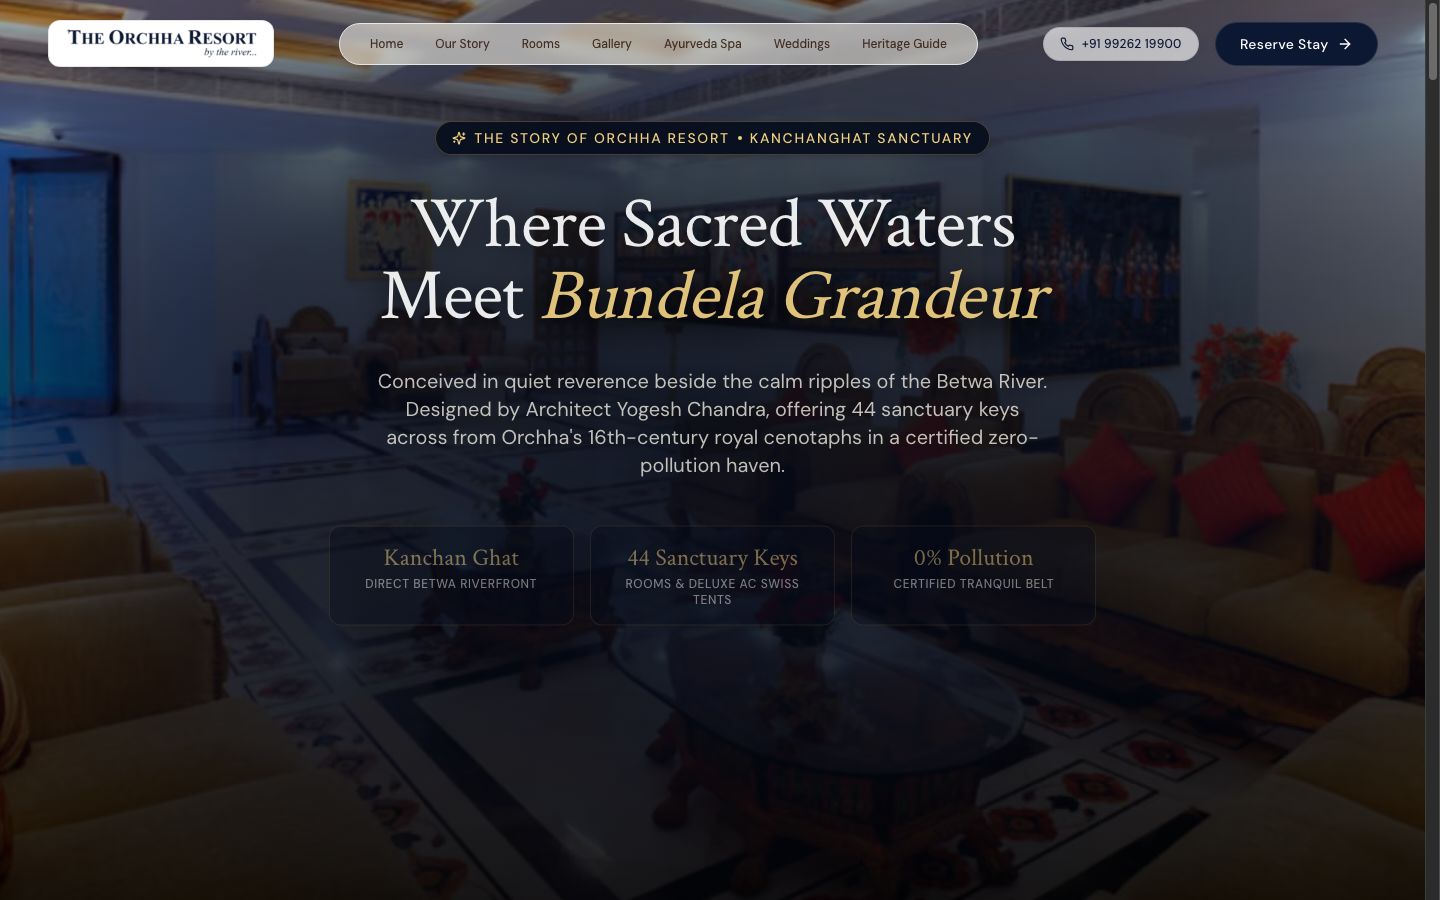 THE ORCHHA RESORT
by the river...
Home
Our Story
Rooms
Gallery
Ayurveda Spa
Weddings
Heritage Guide
+91 99262 19900
Reserve Stay
THE STORY OF ORCHHA RESORT • KANCHANGHAT SANCTUARY
Where Sacred Waters
Meet Bundela Grandeur
Conceived in quiet reverence beside the calm ripples of the Betwa River.
Designed by Architect Yogesh Chandra, offering 44 sanctuary keys
across from Orchha's 16th-century royal cenotaphs in a certified zero-
pollution haven.
Kanchan Ghat
DIRECT BETWA RIVERFRONT
44 Sanctuary Keys
ROOMS & DELUXE AC SWISS
TENTS
0% Pollution
CERTIFIED TRANQUIL BELT